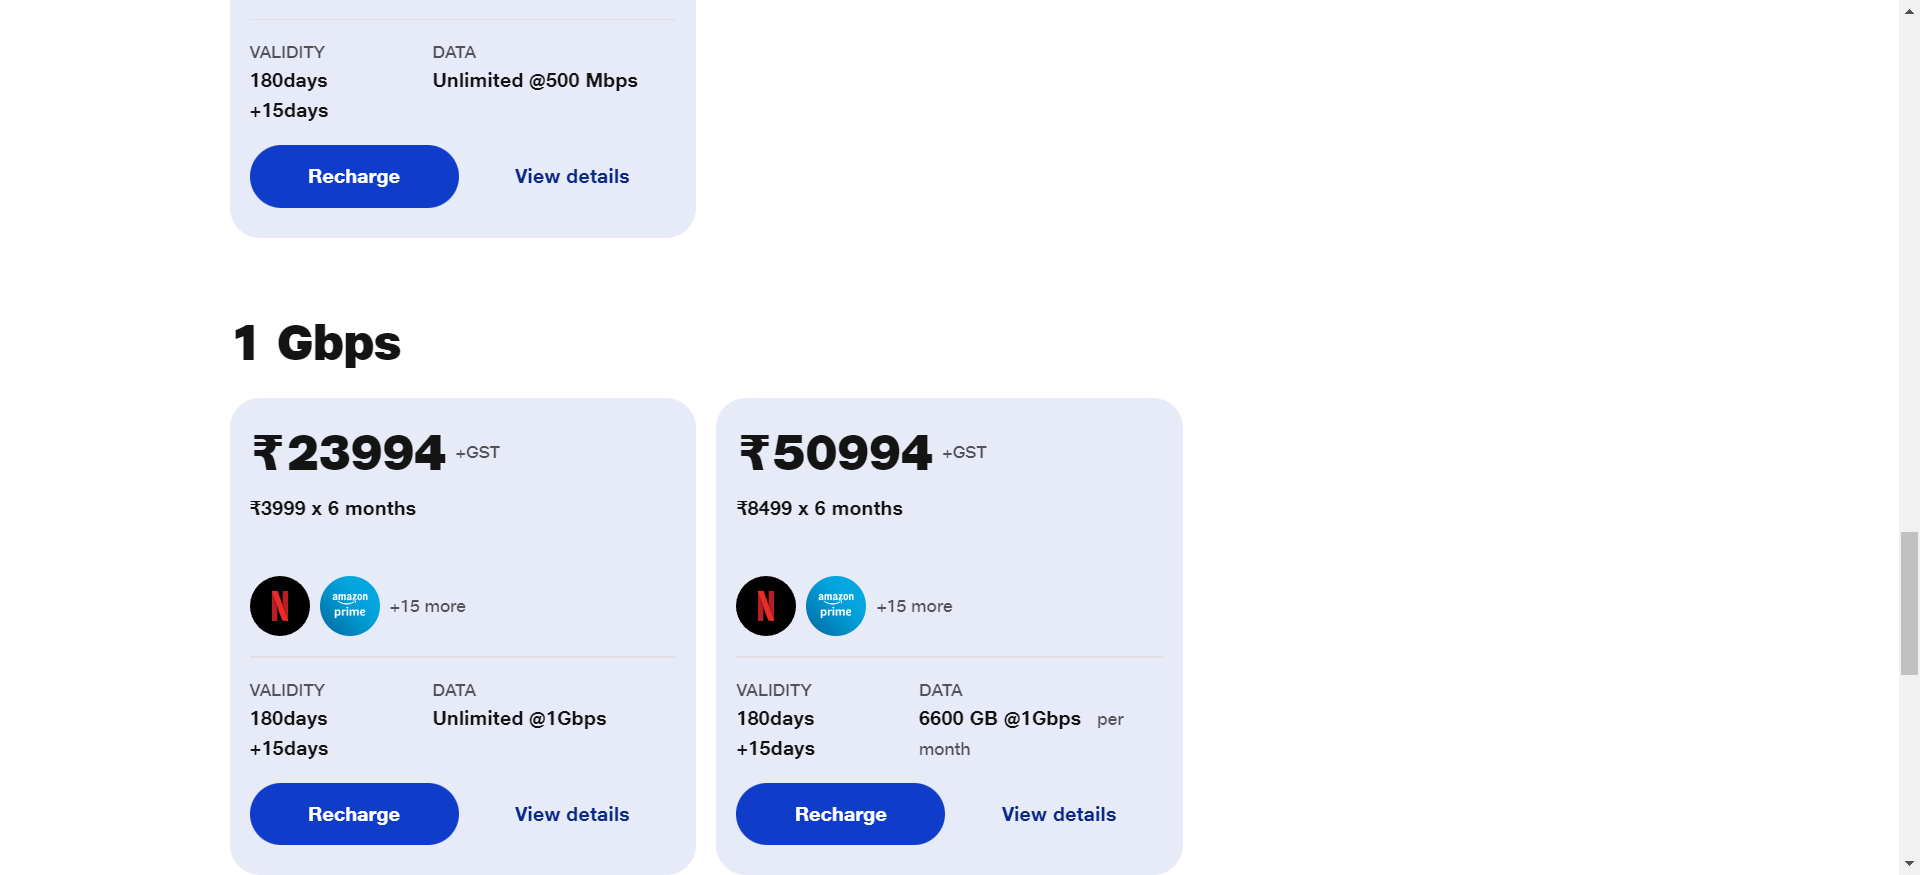 VALIDITY DATA
180days Unlimited @500 Mbps
+15days
Recharge View details
1 Gbps
₹23994 +GST
₹3999 x 6 months
N amazon prime +15 more
VALIDITY DATA
180days Unlimited @1Gbps
+15days
Recharge View details
₹50994 +GST
₹8499 x 6 months
N amazon prime +15 more
VALIDITY DATA
180days 6600 GB @1Gbps per
+15days month
Recharge View details